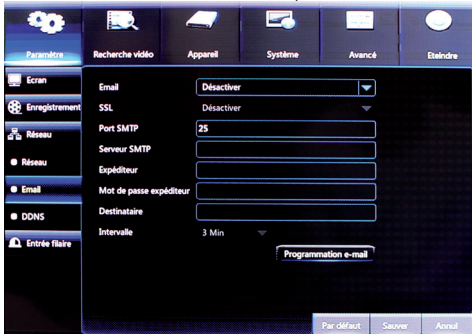 Paramètre Recherche vidéo Appareil Système Avancé Eteindre
Ecran
Enregistrement
Réseau
Réseau
Email
DDNS
Entrée filaire
Email Désactiver
SSL Désactiver
Port SMTP 25
Serveur SMTP
Expéditeur
Mot de passe expéditeur
Destinataire
Intervalle 3 Min
Programmation e-mail
Par défaut Sauver Annul